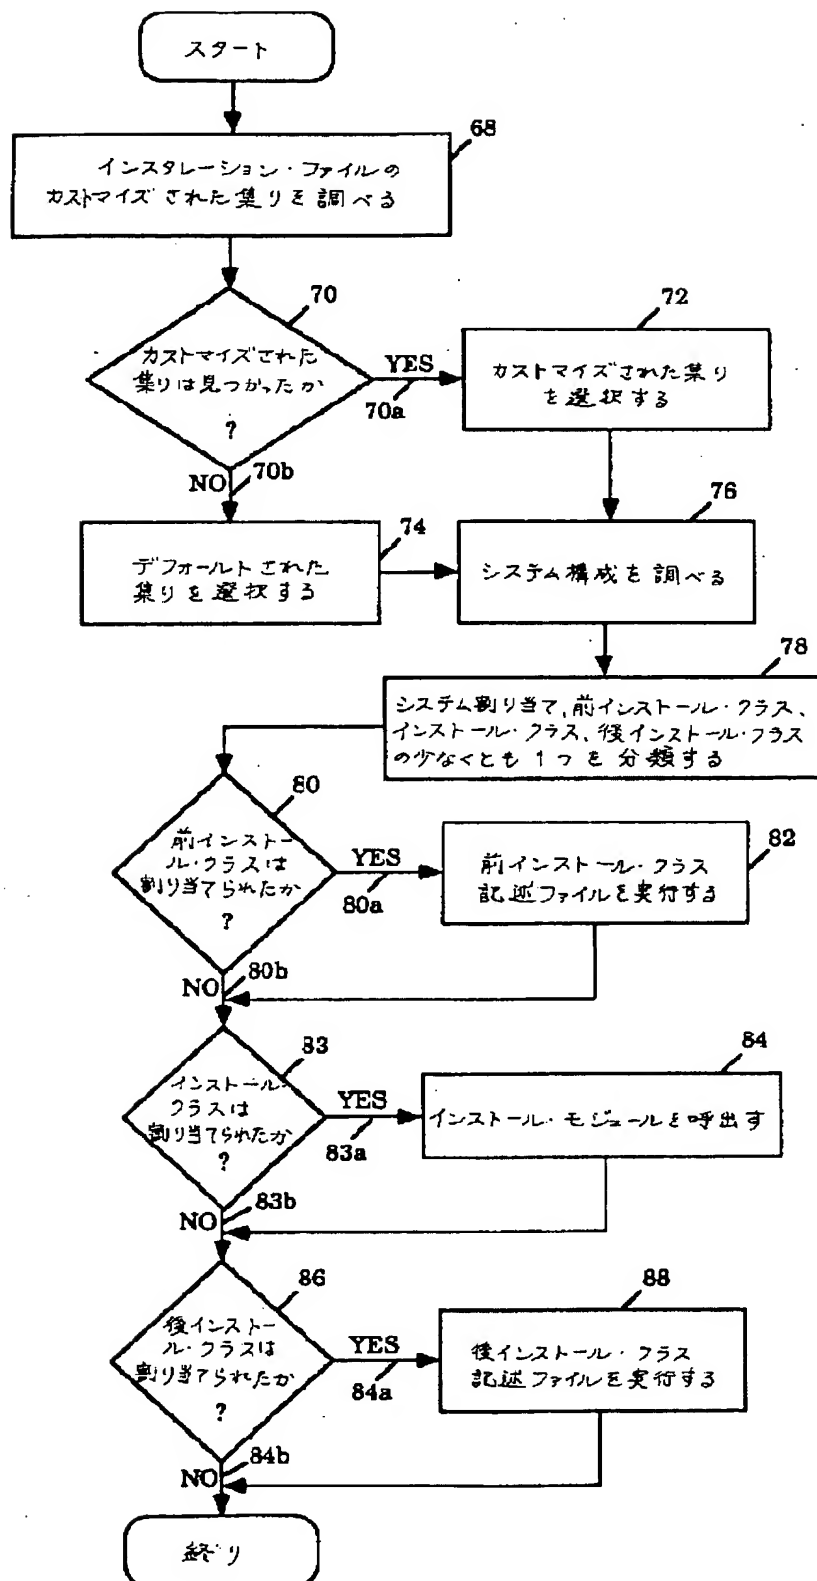 スタート
68
インスタレーション・ファイルの
カストマイズされた集りを調べる
70
カストマイズされた
集りは見つかったか
?
YES
70a
72
カストマイズされた集り
を選択する
NO
70b
74
デフォールトされた
集りを選択する
76
システム構成を調べる
78
システム割り当て、前インストール・クラス、
インストール・クラス、後インストール・クラス
の少なくとも1つを分類する
80
前インストー
ル・クラスは
割り当てられたか
?
YES
80a
82
前インストール・クラス
記述ファイルを実行する
NO
80b
83
インストール・
クラスは
割り当てられたか
?
YES
83a
84
インストール・モジュールを呼出す
NO
83b
86
後インストー
ル・クラスは
割り当てられたか
?
YES
84a
88
後インストール・クラス
記述ファイルを実行する
NO
84b
終り